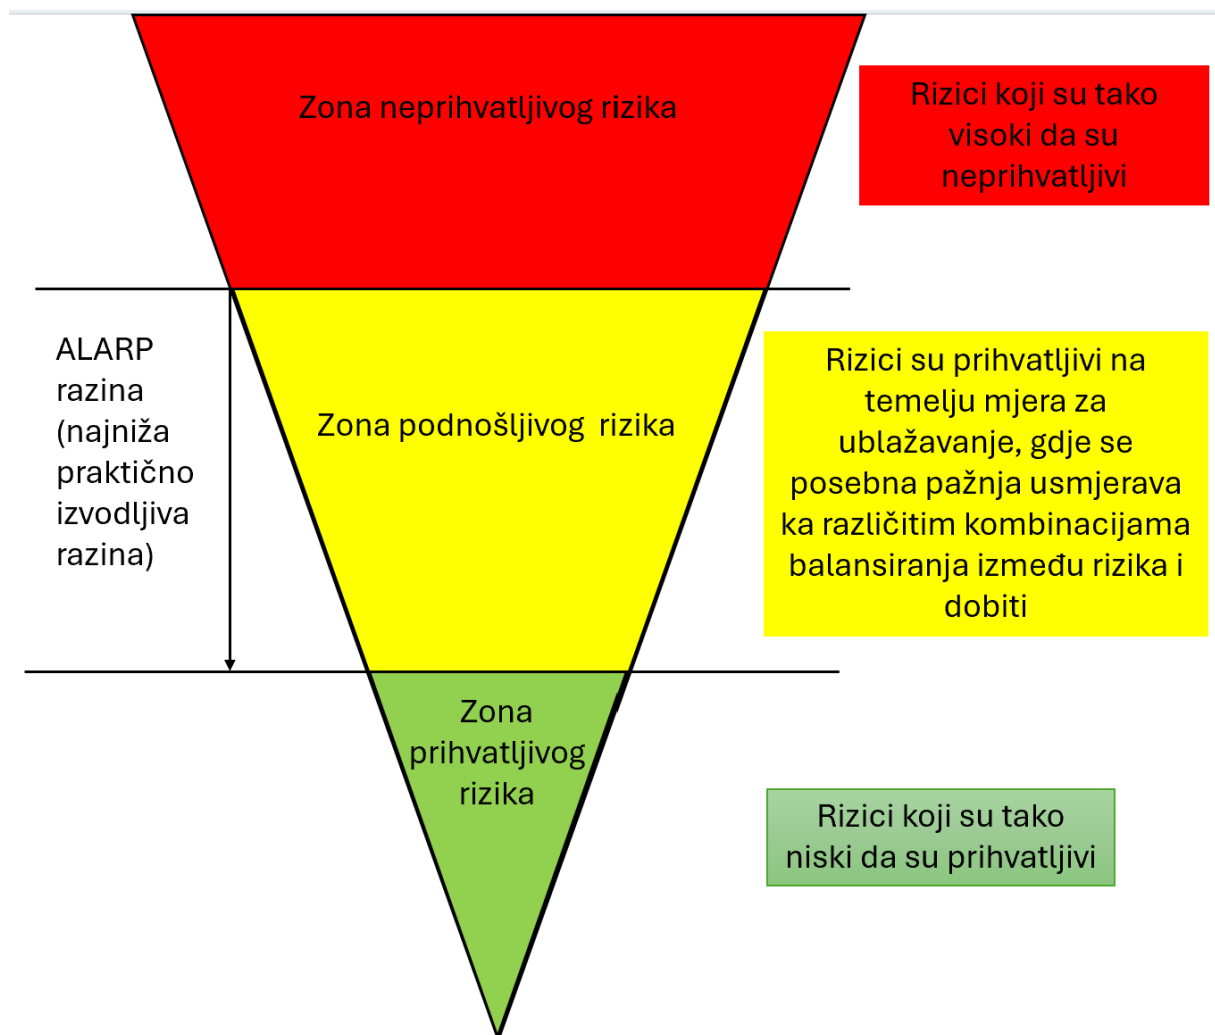 Zona neprihvatljivog rizika
Rizici koji su tako
visoki da su
neprihvatljivi
ALARP
razina
(najniža
praktično
izvodljiva
razina)
Zona podnošljivog  rizika
Rizici su prihvatljivi na
temelju mjera za
ublažavanje, gdje se
posebna pažnja usmjerava
ka različitim kombinacijama
balansiranja između rizika i
dobiti
Zona
prihvatljivog
rizika
Rizici koji su tako
niski da su prihvatljivi